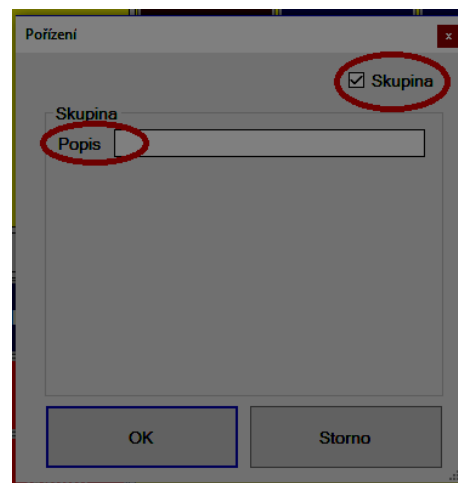 Pořízení
x
Skupina
Skupina
Popis
OK
Storno